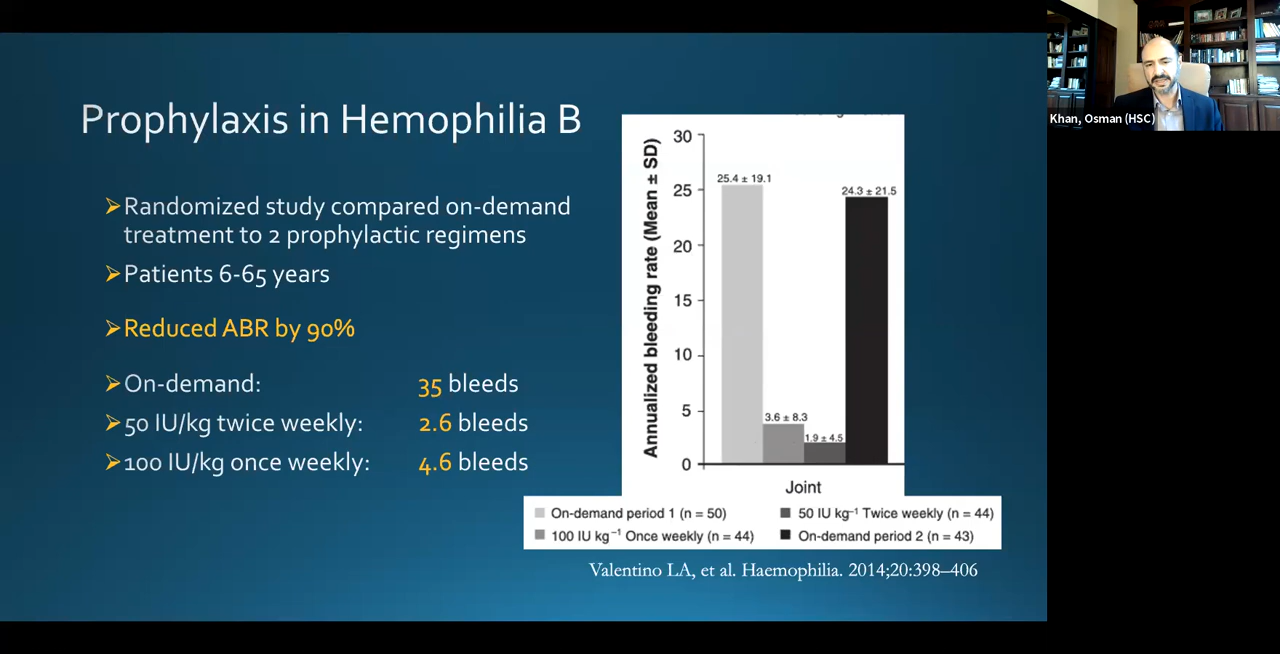 Prophylaxis in Hemophilia B
➢Randomized study compared on-demand
treatment to 2 prophylactic regimens
➢Patients 6-65 years
➢Reduced ABR by 90%
➢On-demand: 35 bleeds
➢50 IU/kg twice weekly: 2.6 bleeds
➢100 IU/kg once weekly: 4.6 bleeds
Annualized bleeding rate (Mean ± SD)
30
25
20
15
10
5
0
25.4 ± 19.1
3.6 ± 8.3
1.9 ± 4.5
24.3 ± 21.5
Joint
On-demand period 1 (n = 50)
50 IU kg⁻¹ Twice weekly (n = 44)
100 IU kg⁻¹ Once weekly (n = 44)
On-demand period 2 (n = 43)
Valentino LA, et al. Haemophilia. 2014;20:398–406
Khan, Osman (HSC)